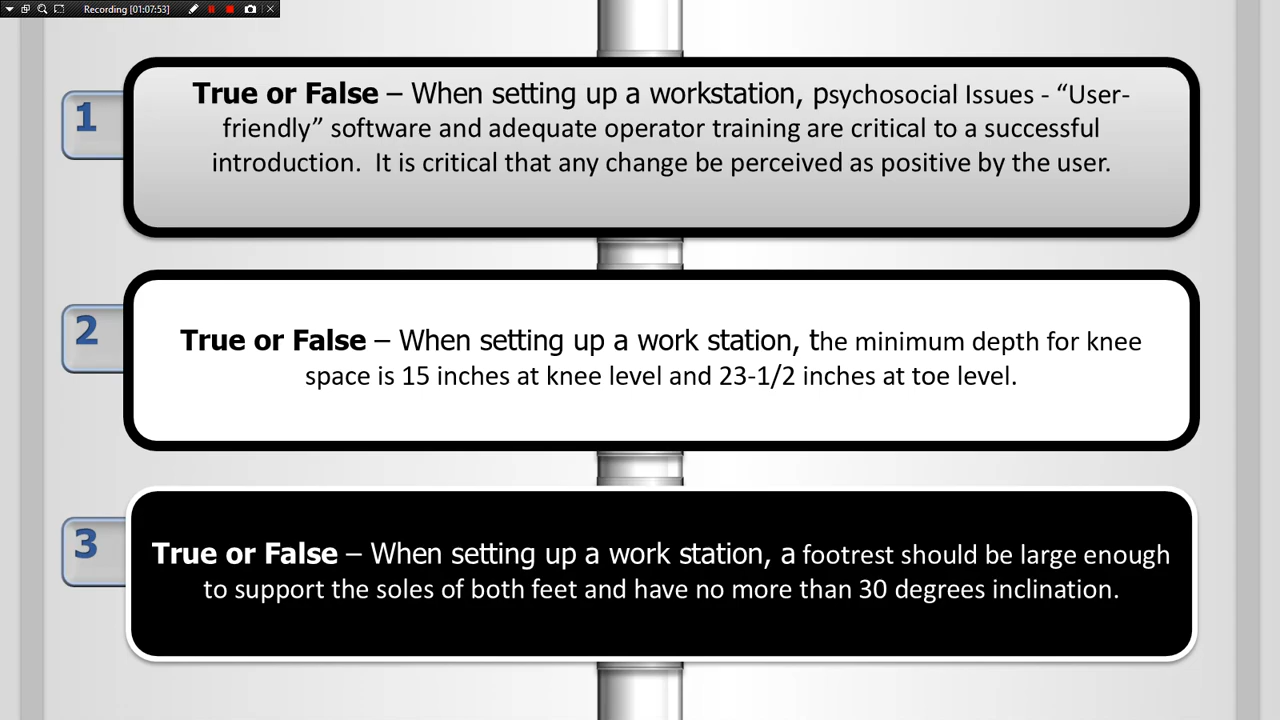 Recording [01:07:53]
1
True or False – When setting up a workstation, psychosocial Issues - “User-
friendly” software and adequate operator training are critical to a successful
introduction.  It is critical that any change be perceived as positive by the user.
2
True or False – When setting up a work station, the minimum depth for knee
space is 15 inches at knee level and 23-1/2 inches at toe level.
3
True or False – When setting up a work station, a footrest should be large enough
to support the soles of both feet and have no more than 30 degrees inclination.